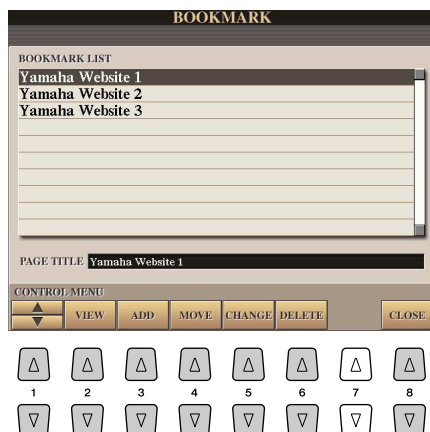 BOOKMARK
BOOKMARK LIST
Yamaha Website 1
Yamaha Website 2
Yamaha Website 3
PAGE TITLE Yamaha Website 1
CONTROL MENU
VIEW ADD MOVE CHANGE DELETE CLOSE
1 2 3 4 5 6 7 8